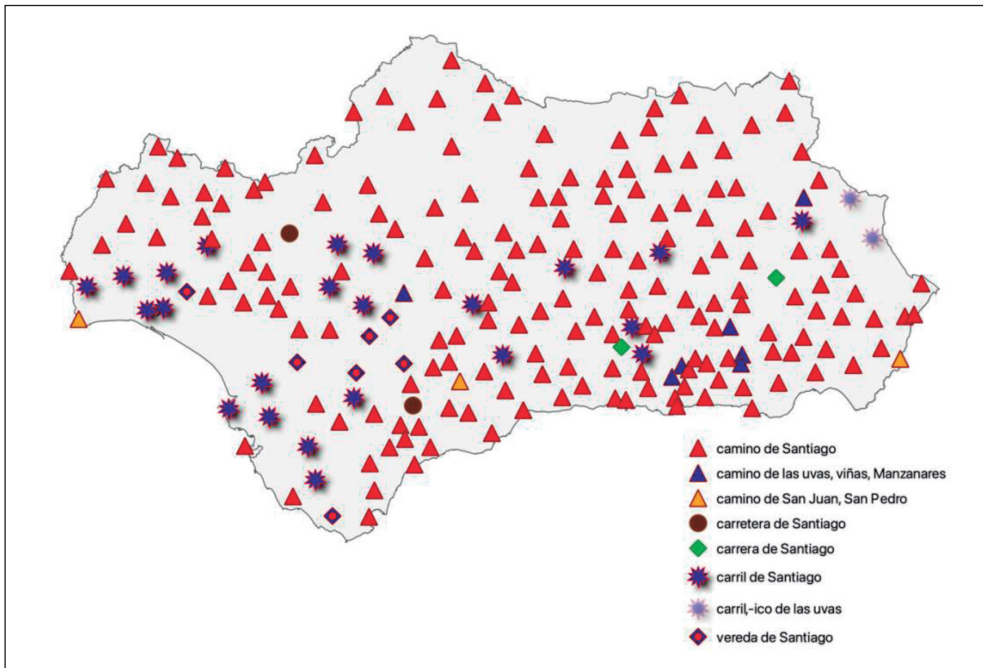 camino de Santiago
camino de las uvas, viñas, Manzanares
camino de San Juan, San Pedro
carretera de Santiago
carrera de Santiago
carril de Santiago
carril,-ico de las uvas
vereda de Santiago